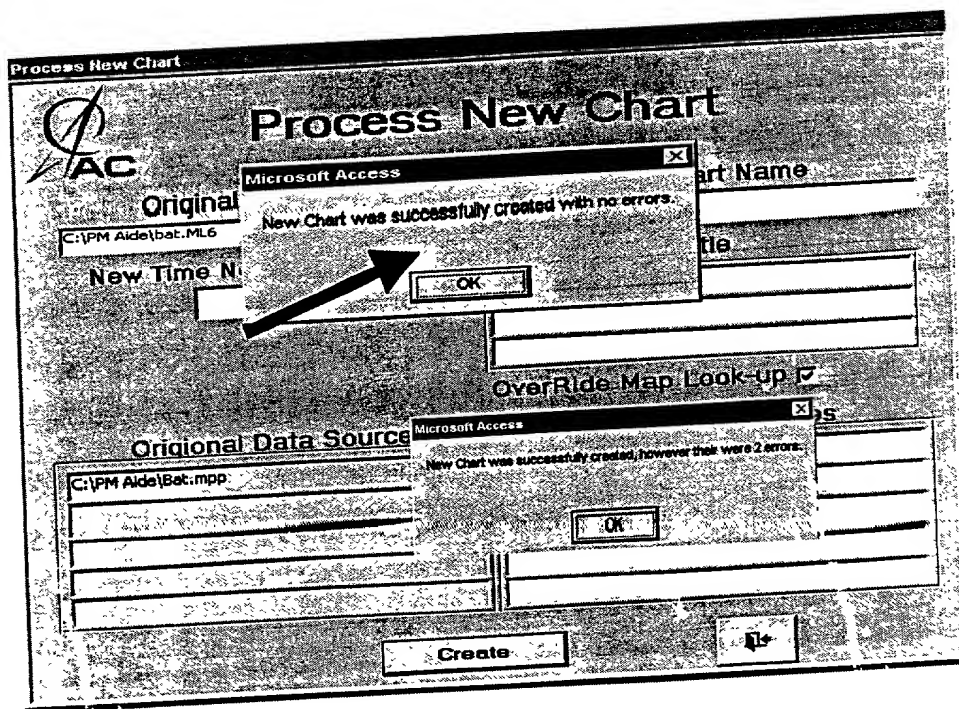 Process New Chart
AC
Process New Chart
Microsoft Access
New Chart was successfully created with no errors.
OK
Original
art Name
C:\PM Aide\bat.ML6
New Time N
tle
OverRide Map Look-up
Origional Data Source
es
C:\PM Aide\Bat.mpp
Microsoft Access
New Chart was successfully created, however their were 2 errors.
OK
Create